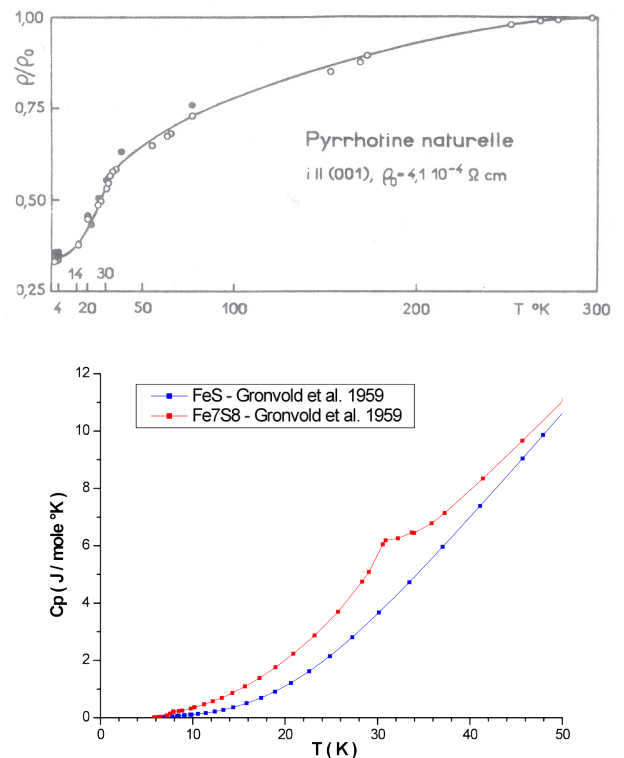 1,00
0,75
0,50
0,25
ρ/ρ₀
Pyrrhotine naturelle
i II (001), ρ₀=4,1 10⁻⁴ Ω cm
14 30
4 20 50 100 200 T °K 300
12
10
8
6
4
2
0
Cp ( J / mole °K )
FeS - Gronvold et al. 1959
Fe7S8 - Gronvold et al. 1959
0 10 20 30 40 50
T ( K )